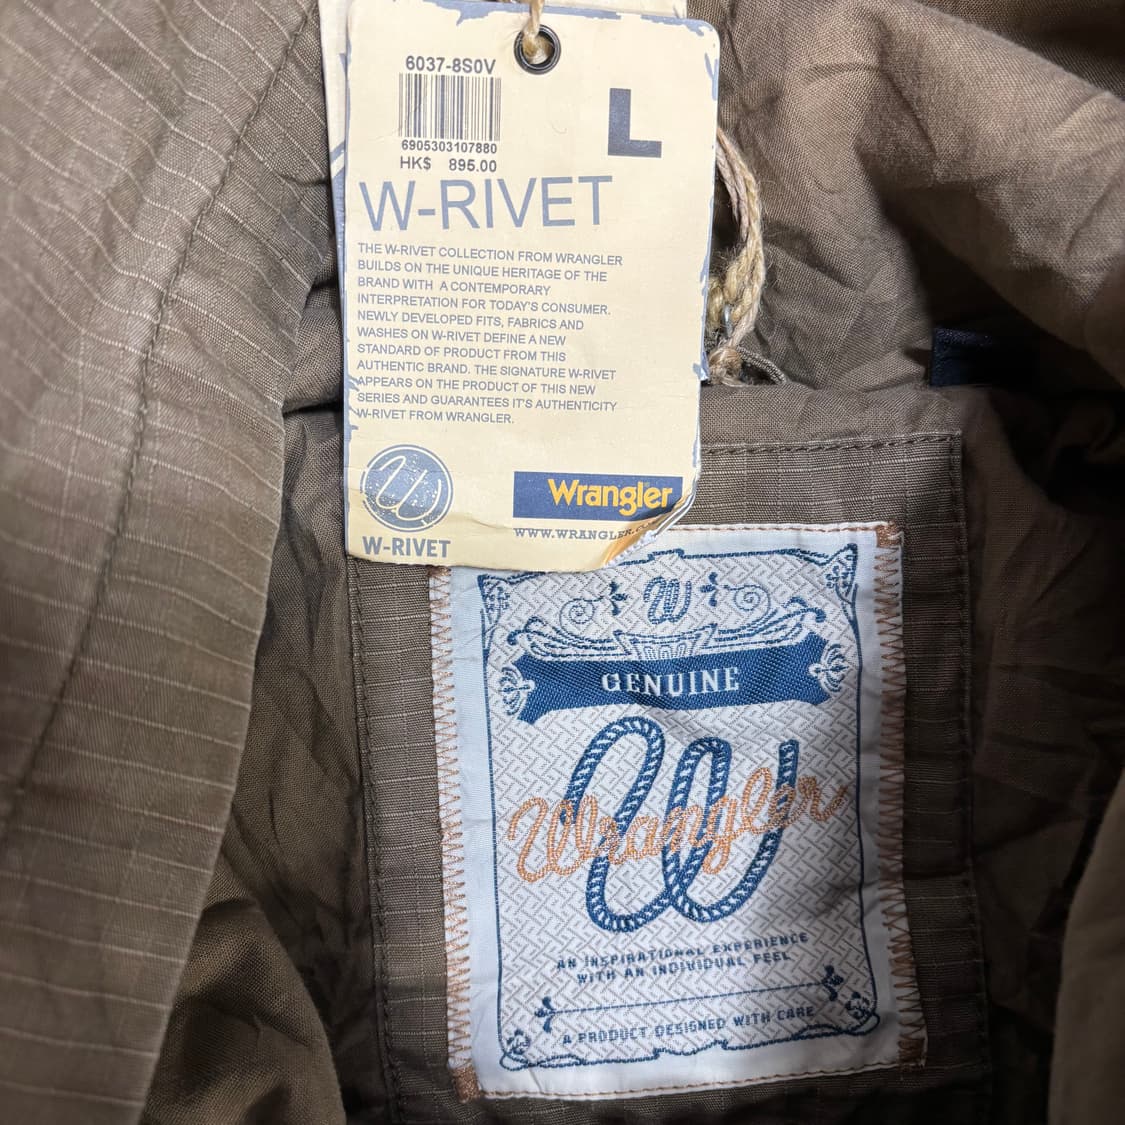 6037-8S0V
6905303107880
HK$ 895.00
L
W-RIVET
THE W-RIVET COLLECTION FROM WRANGLER
BUILDS ON THE UNIQUE HERITAGE OF THE
BRAND WITH A CONTEMPORARY
INTERPRETATION FOR TODAY'S CONSUMER.
NEWLY DEVELOPED FITS, FABRICS AND
WASHES ON W-RIVET DEFINE A NEW
STANDARD OF PRODUCT FROM THIS
AUTHENTIC BRAND. THE SIGNATURE W-RIVET
APPEARS ON THE PRODUCT OF THIS NEW
SERIES AND GUARANTEES IT'S AUTHENTICITY
W-RIVET FROM WRANGLER.
W
W-RIVET
Wrangler
WWW.WRANGLER.COM
W
GENUINE
W
Wrangler
AN INSPIRATIONAL EXPERIENCE
WITH AN INDIVIDUAL FEEL
A PRODUCT DESIGNED WITH CARE